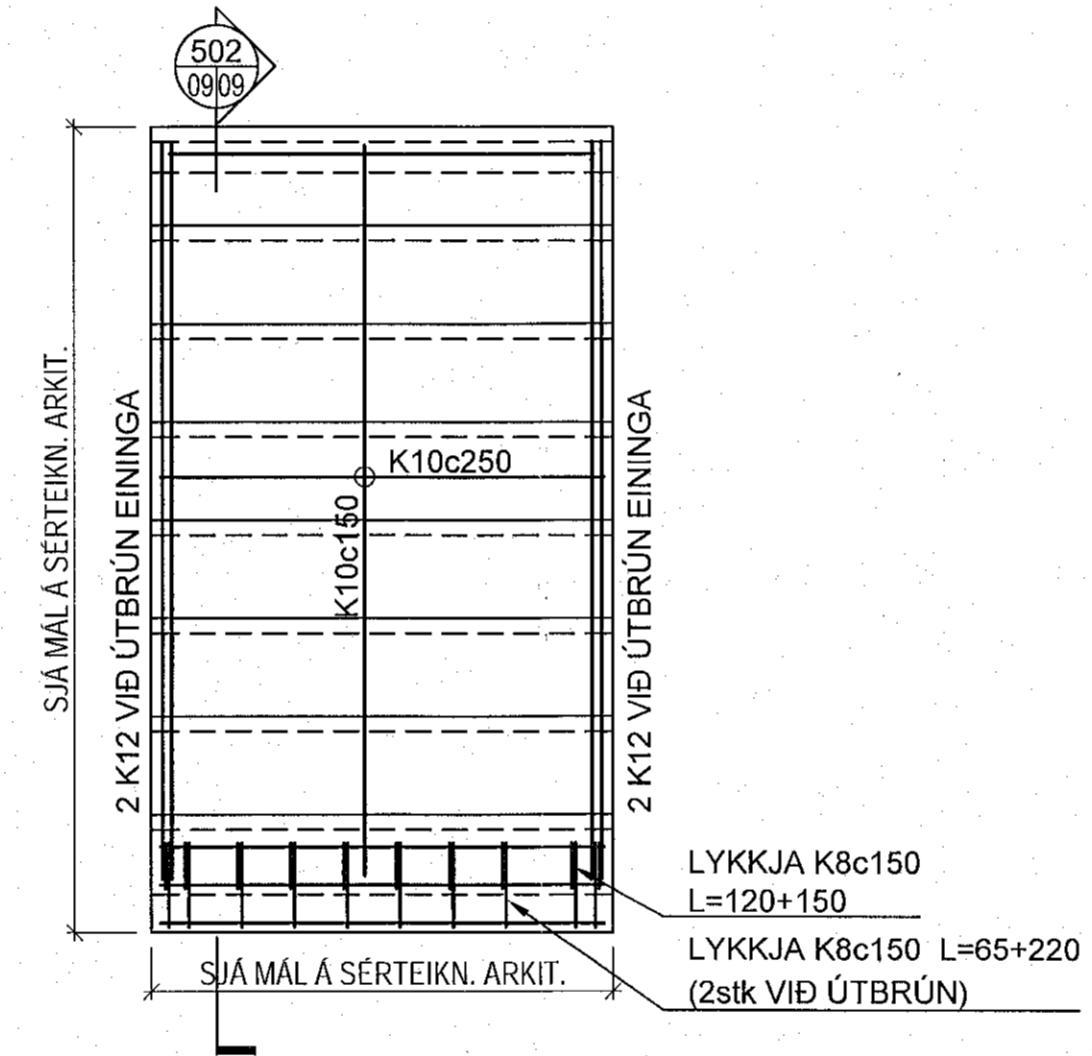 502
09 09
SJÁ MÁL Á SÉRTEIKN. ARKIT.
2 K12 VIÐ ÚTBRÚN EININGA
K10c250
K10c150
2 K12 VIÐ ÚTBRÚN EININGA
LYKKJA K8c150
L=120+150
LYKKJA K8c150 L=65+220
(2stk VIÐ ÚTBRÚN)
SJÁ MÁL Á SÉRTEIKN. ARKIT.